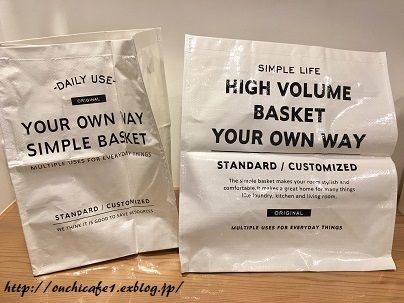 -DAILY USE-
ORIGINAL
YOUR OWN WAY
SIMPLE BASKET
MULTIPLE USES FOR EVERYDAY THINGS
STANDARD / CUSTOMIZED
WE THINK IT IS GOOD TO SAVE RESOURCES
SIMPLE LIFE
HIGH VOLUME
BASKET
YOUR OWN WAY
STANDARD / CUSTOMIZED
The simple basket makes your room stylish and
comfortable.it makes a great home for many things
like laundry, kitchen and living room.
ORIGINAL
MULTIPLE USES FOR EVERYDAY THINGS
http://ouchicafe1.exblog.jp/